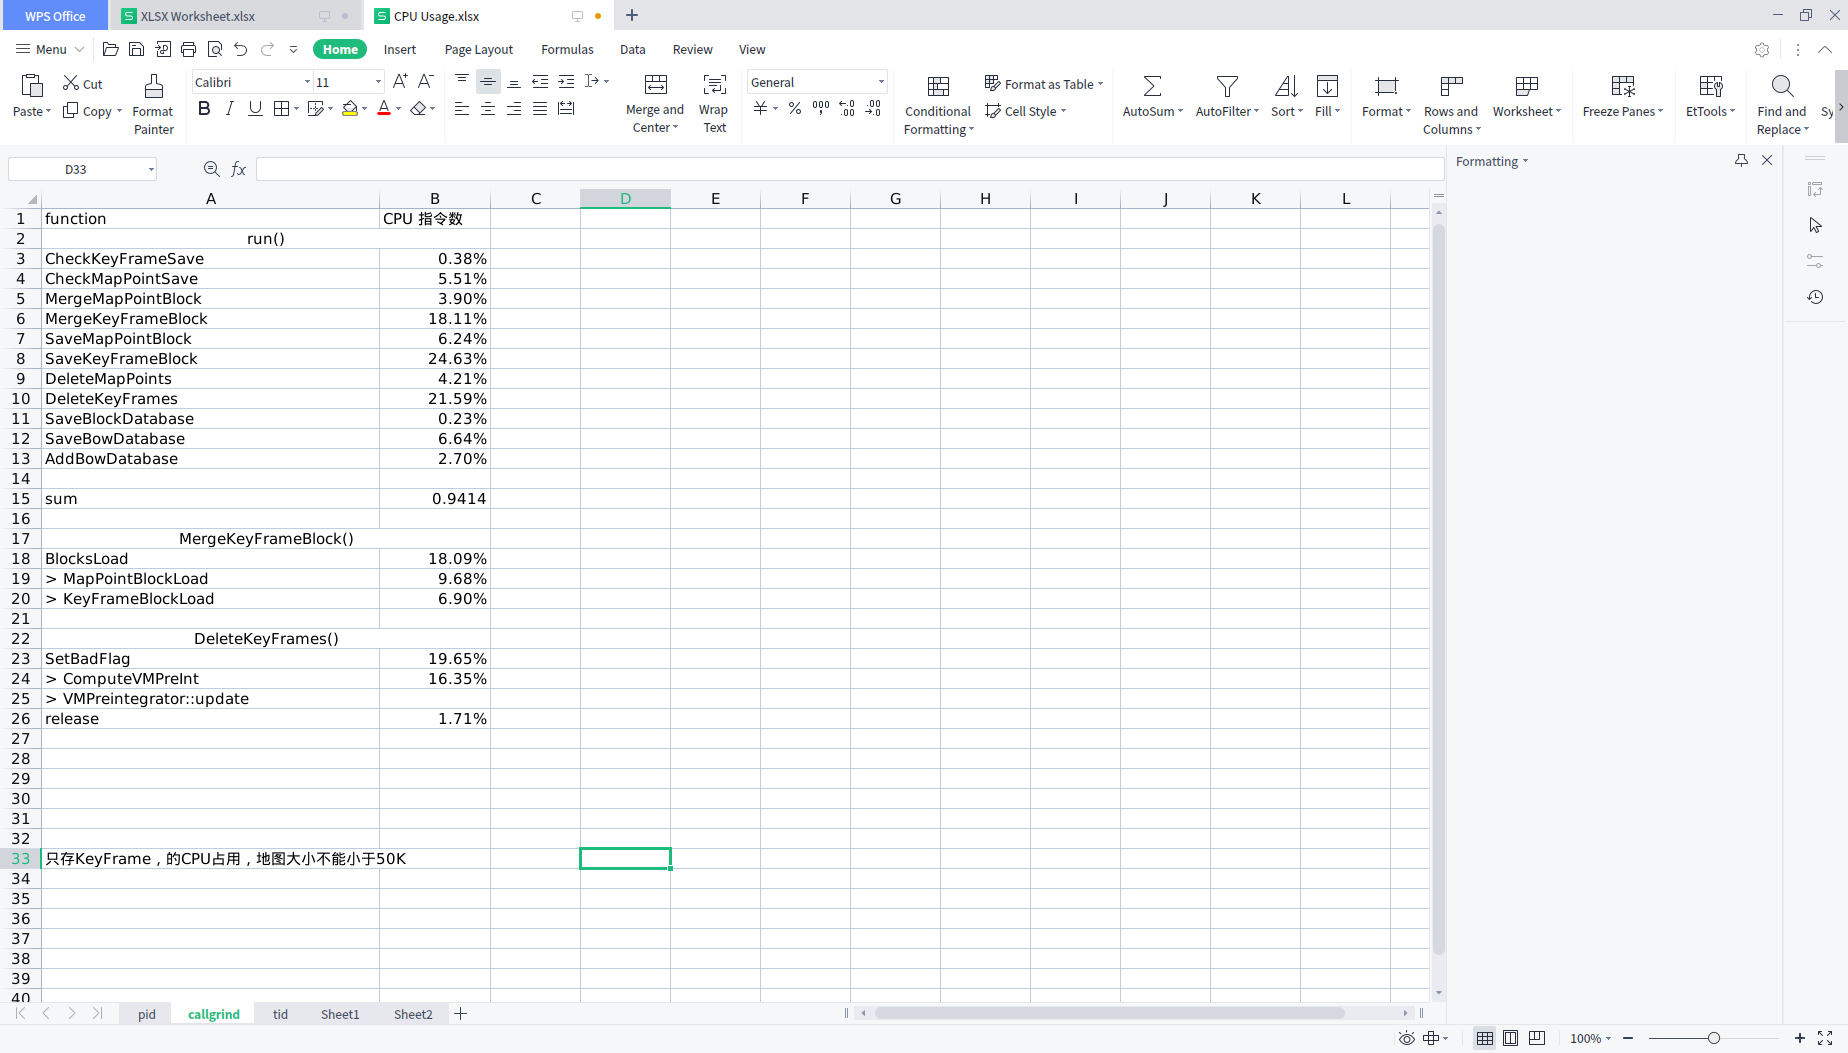 WPS Office XLSX Worksheet.xlsx CPU Usage.xlsx
Menu Home Insert Page Layout Formulas Data Review View
Paste Cut Copy Format Painter Calibri 11 Merge and Center Wrap Text General Conditional Formatting Format as Table Cell Style AutoSum AutoFilter Sort Fill Format Rows and Columns Worksheet Freeze Panes EtTools Find and Replace Sy
D33 fx Formatting
A B C D E F G H I J K L
1 function CPU 指令数
2 run()
3 CheckKeyFrameSave 0.38%
4 CheckMapPointSave 5.51%
5 MergeMapPointBlock 3.90%
6 MergeKeyFrameBlock 18.11%
7 SaveMapPointBlock 6.24%
8 SaveKeyFrameBlock 24.63%
9 DeleteMapPoints 4.21%
10 DeleteKeyFrames 21.59%
11 SaveBlockDatabase 0.23%
12 SaveBowDatabase 6.64%
13 AddBowDatabase 2.70%
14
15 sum 0.9414
16
17 MergeKeyFrameBlock()
18 BlocksLoad 18.09%
19 > MapPointBlockLoad 9.68%
20 > KeyFrameBlockLoad 6.90%
21
22 DeleteKeyFrames()
23 SetBadFlag 19.65%
24 > ComputeVMPreInt 16.35%
25 > VMPreintegrator::update
26 release 1.71%
27
28
29
30
31
32
33 只存KeyFrame，的CPU占用，地图大小不能小于50K
34
35
36
37
38
39
40
pid callgrind tid Sheet1 Sheet2
100%